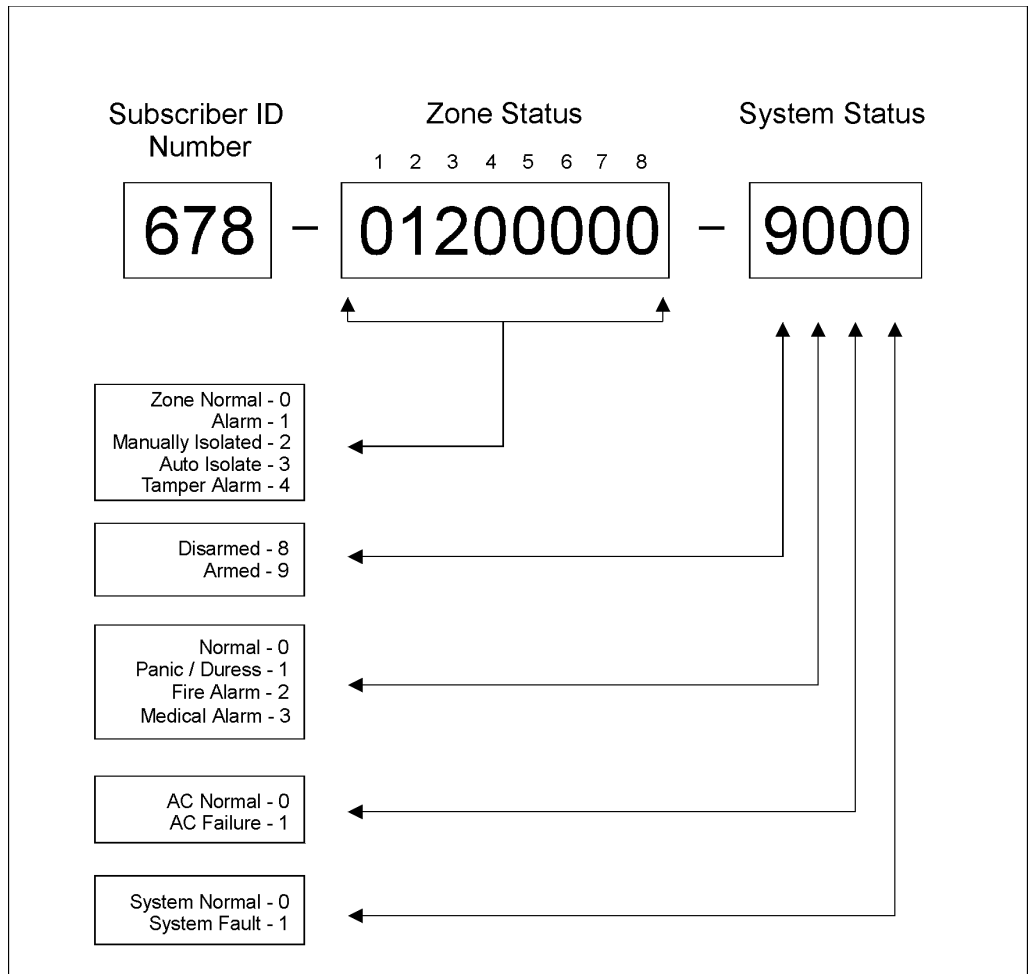 Subscriber ID
Number
Zone Status
System Status
1 2 3 4 5 6 7 8
678 – 01200000 – 9000
Zone Normal - 0
Alarm - 1
Manually Isolated - 2
Auto Isolate - 3
Tamper Alarm - 4
Disarmed - 8
Armed - 9
Normal - 0
Panic / Duress - 1
Fire Alarm - 2
Medical Alarm - 3
AC Normal - 0
AC Failure - 1
System Normal - 0
System Fault - 1